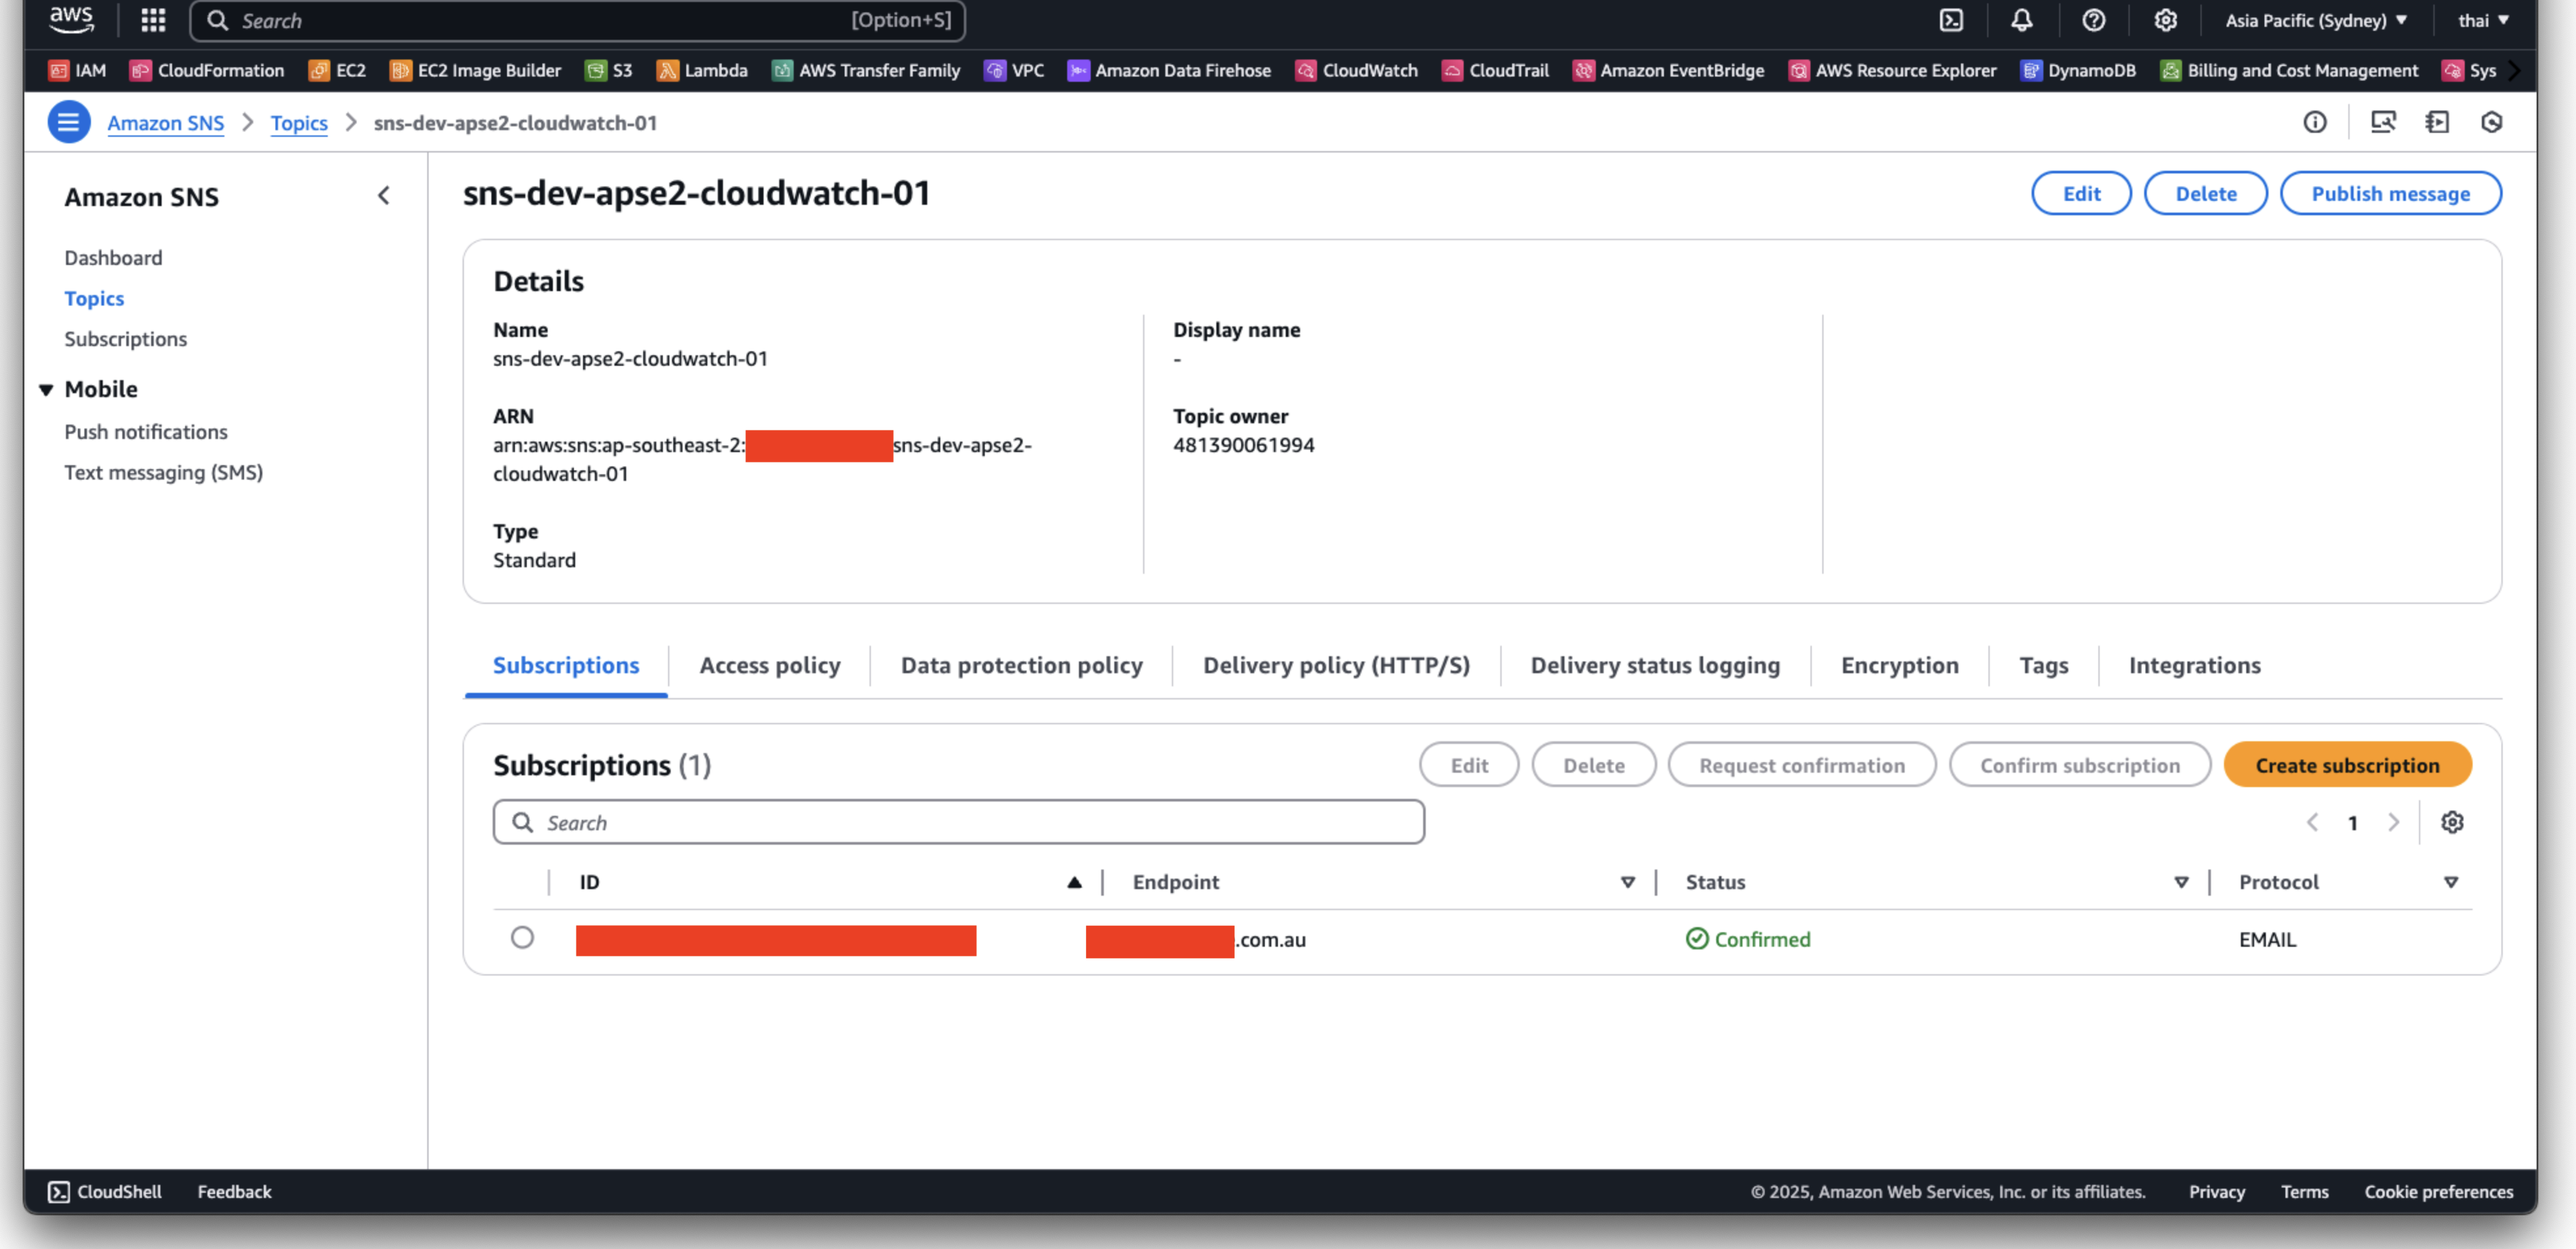 aws
Search [Option+S]
Asia Pacific (Sydney)
thai
IAM CloudFormation EC2 EC2 Image Builder S3 Lambda AWS Transfer Family VPC Amazon Data Firehose CloudWatch CloudTrail Amazon EventBridge AWS Resource Explorer DynamoDB Billing and Cost Management Sys
Amazon SNS > Topics > sns-dev-apse2-cloudwatch-01
Amazon SNS
Dashboard
Topics
Subscriptions
Mobile
Push notifications
Text messaging (SMS)
sns-dev-apse2-cloudwatch-01
Edit
Delete
Publish message
Details
Name
sns-dev-apse2-cloudwatch-01
ARN
arn:aws:sns:ap-southeast-2: sns-dev-apse2-
cloudwatch-01
Type
Standard
Display name
-
Topic owner
481390061994
Subscriptions
Access policy
Data protection policy
Delivery policy (HTTP/S)
Delivery status logging
Encryption
Tags
Integrations
Subscriptions (1)
Edit
Delete
Request confirmation
Confirm subscription
Create subscription
Search
1
ID Endpoint Status Protocol
.com.au Confirmed EMAIL
CloudShell
Feedback
© 2025, Amazon Web Services, Inc. or its affiliates.
Privacy
Terms
Cookie preferences